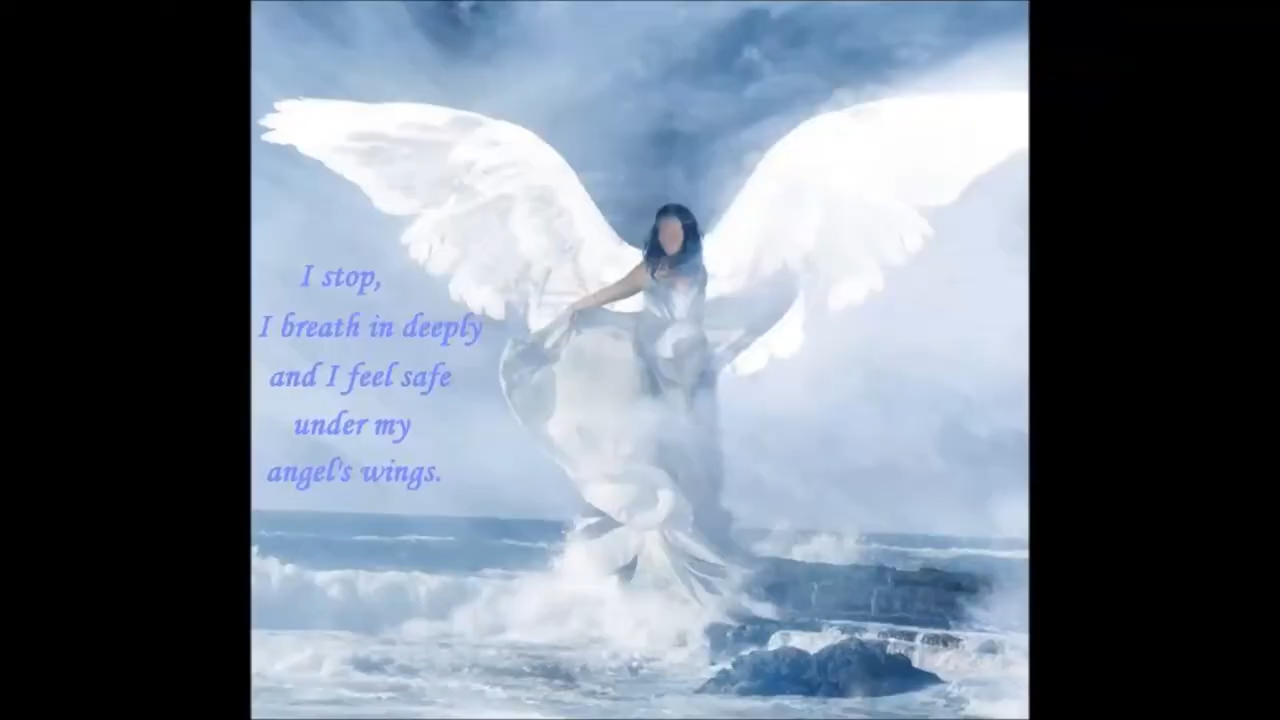 I stop,
I breath in deeply
and I feel safe
under my
angel's wings.